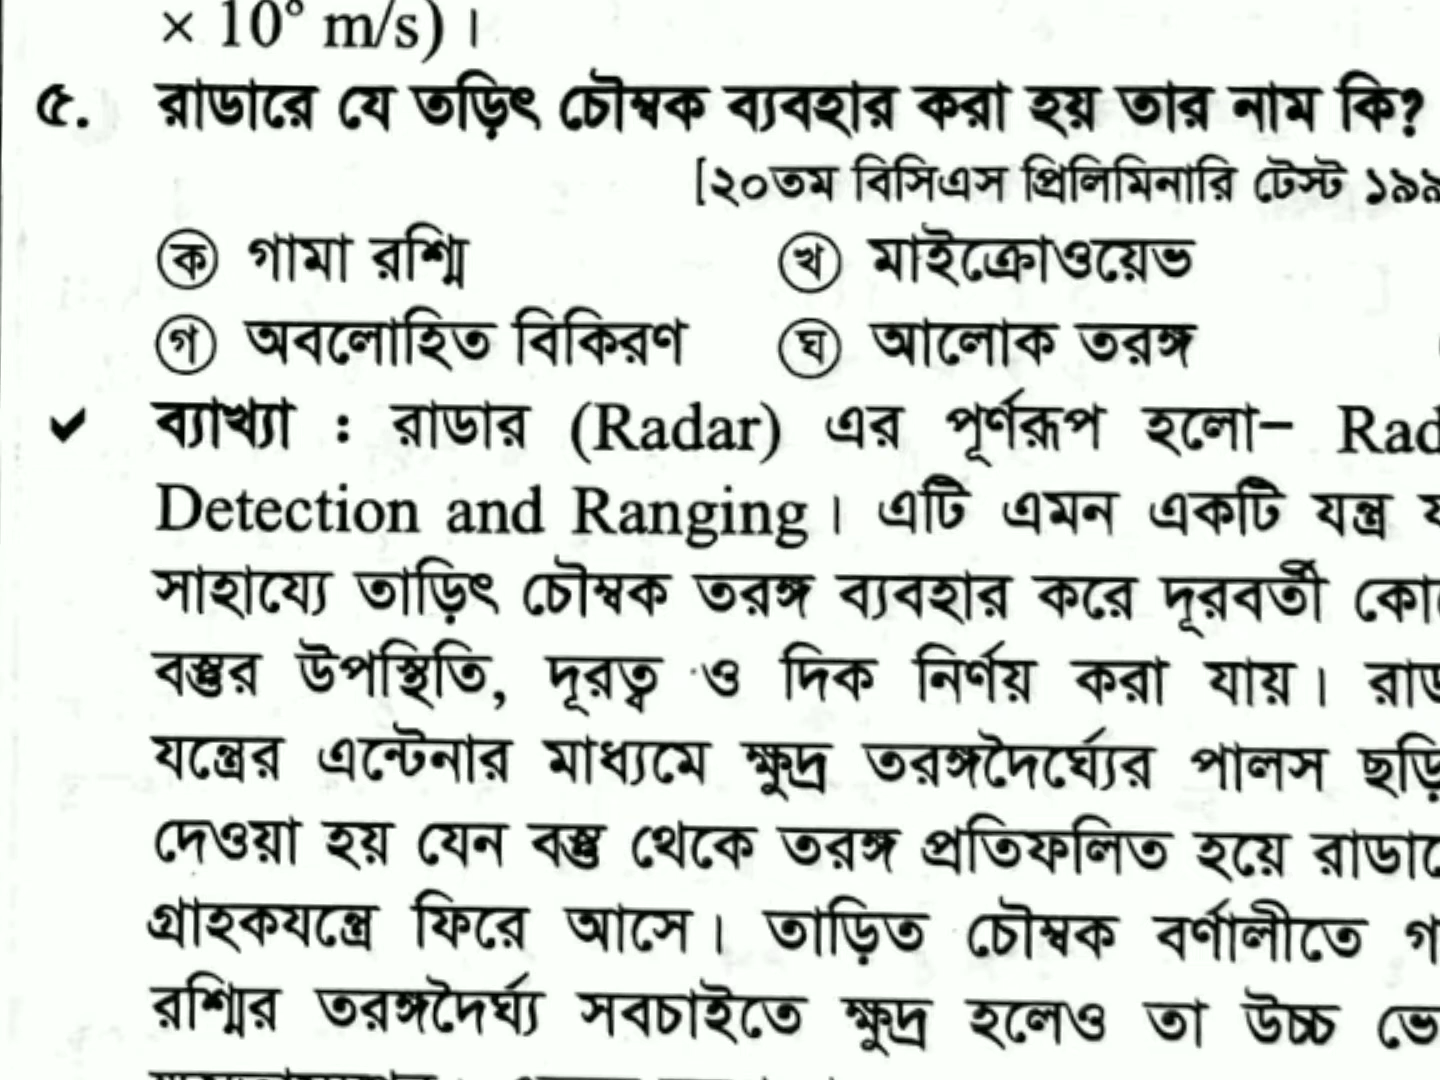 × 10⁸ m/s)।
৫. রাডারে যে তড়িৎ চৌম্বক ব্যবহার করা হয় তার নাম কি?
[২০তম বিসিএস প্রিলিমিনারি টেস্ট ১৯৯
ক গামা রশ্মি খ মাইক্রোওয়েভ
গ অবলোহিত বিকিরণ ঘ আলোক তরঙ্গ
✔ ব্যাখ্যা : রাডার (Radar) এর পূর্ণরূপ হলো– Rad
Detection and Ranging। এটি এমন একটি যন্ত্র
সাহায্যে তাড়িৎ চৌম্বক তরঙ্গ ব্যবহার করে দূরবর্তী
বস্তুর উপস্থিতি, দূরত্ব ও দিক নির্ণয় করা যায়।
যন্ত্রের এন্টেনার মাধ্যমে ক্ষুদ্র তরঙ্গদৈর্ঘ্যের পালস
দেওয়া হয় যেন বস্তু থেকে তরঙ্গ প্রতিফলিত হয়ে
গ্রাহকযন্ত্রে ফিরে আসে। তাড়িত চৌম্বক বর্ণালীতে
রশ্মির তরঙ্গদৈর্ঘ্য সবচাইতে ক্ষুদ্র হলেও তা উচ্চ